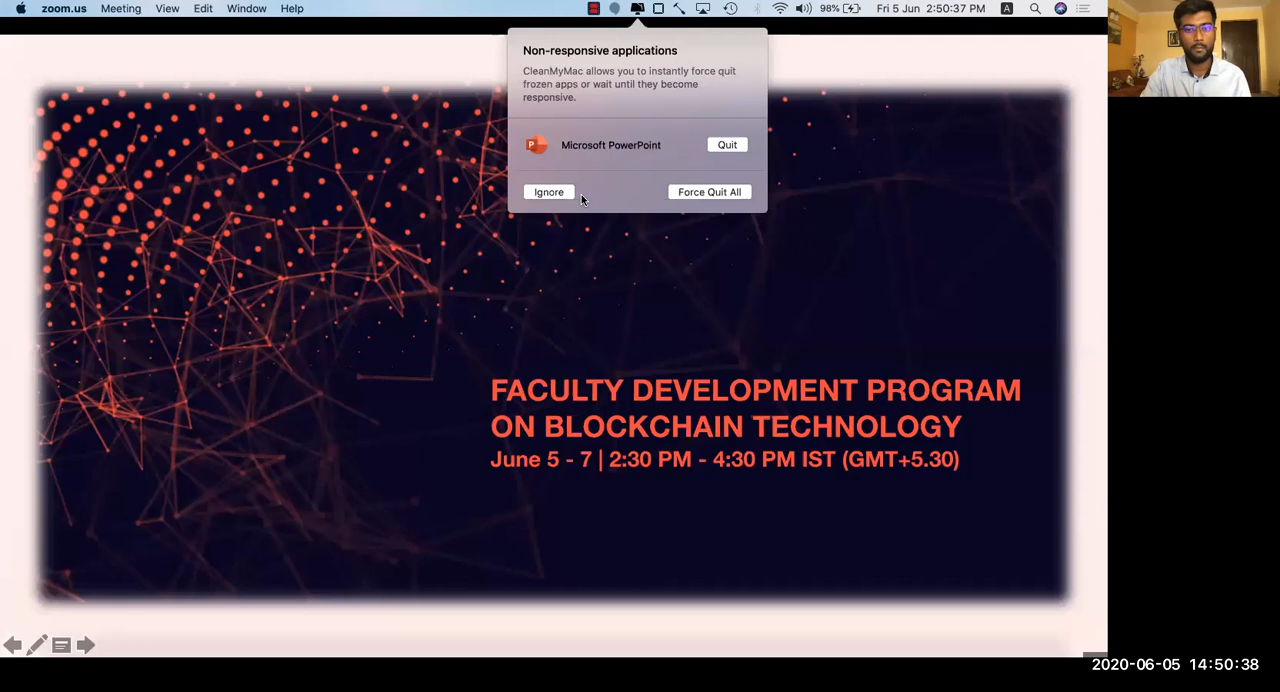 zoom.us Meeting View Edit Window Help 98% Fri 5 Jun 2:50:37 PM A
Non-responsive applications
CleanMyMac allows you to instantly force quit
frozen apps or wait until they become
responsive.
P Microsoft PowerPoint Quit
Ignore Force Quit All
FACULTY DEVELOPMENT PROGRAM
ON BLOCKCHAIN TECHNOLOGY
June 5 - 7 | 2:30 PM - 4:30 PM IST (GMT+5.30)
2020-06-05 14:50:38